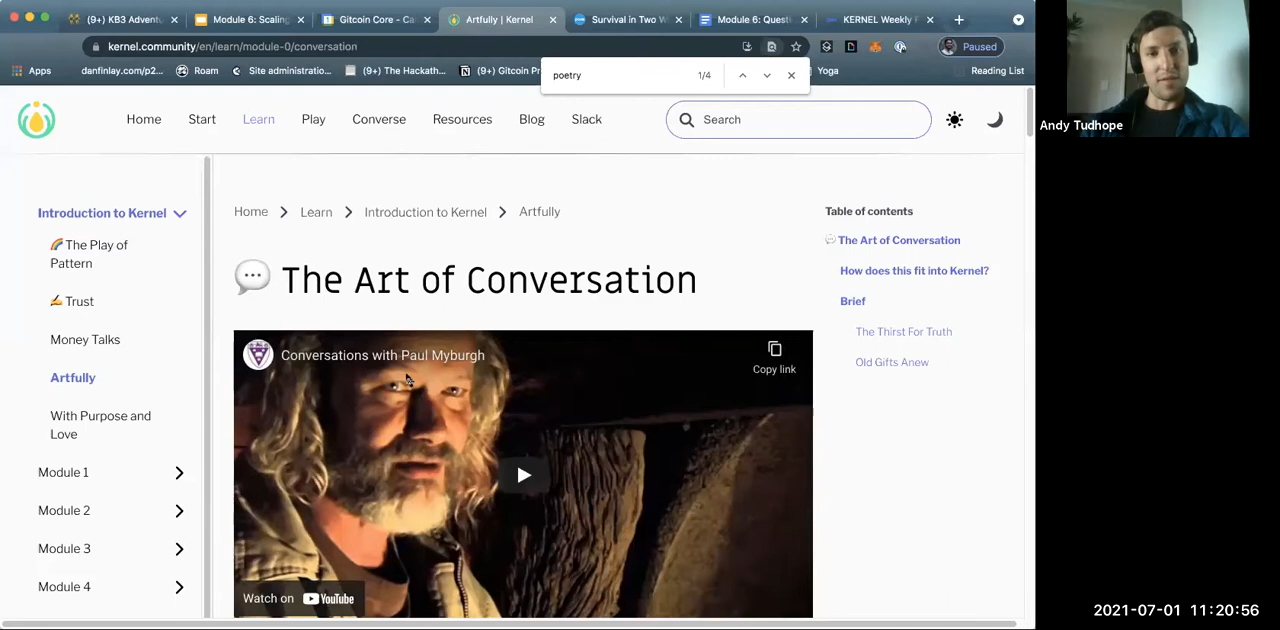 (9+) KB3 Advent
Module 6: Scaling
Gitcoin Core - Ca
Artfully | Kernel
Survival in Two W
Module 6: Questi
KERNEL Weekly F
kernel.community/en/learn/module-0/conversation
Paused
Apps
danfinlay.com/p2...
Roam
Site administratio...
(9+) The Hackath...
(9+) Gitcoin Pr
Yoga
Reading List
poetry
1/4
Andy Tudhope
Home
Start
Learn
Play
Converse
Resources
Blog
Slack
Search
Introduction to Kernel
The Play of
Pattern
Trust
Money Talks
Artfully
With Purpose and
Love
Module 1
Module 2
Module 3
Module 4
Home > Learn > Introduction to Kernel > Artfully
The Art of Conversation
Conversations with Paul Myburgh
Copy link
Watch on YouTube
Table of contents
The Art of Conversation
How does this fit into Kernel?
Brief
The Thirst For Truth
Old Gifts Anew
2021-07-01 11:20:56